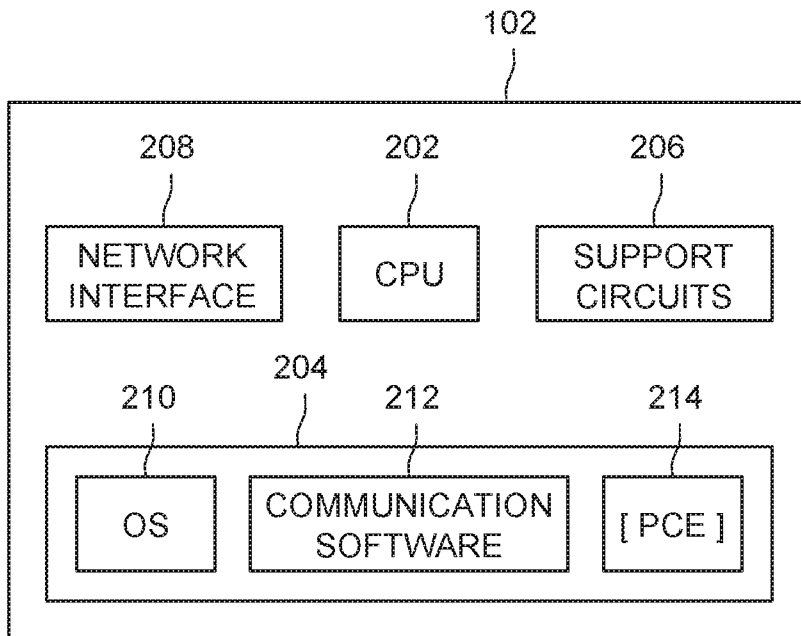 102
208
202
206
NETWORK
INTERFACE
CPU
SUPPORT
CIRCUITS
204
210
212
214
OS
COMMUNICATION
SOFTWARE
[ PCE ]